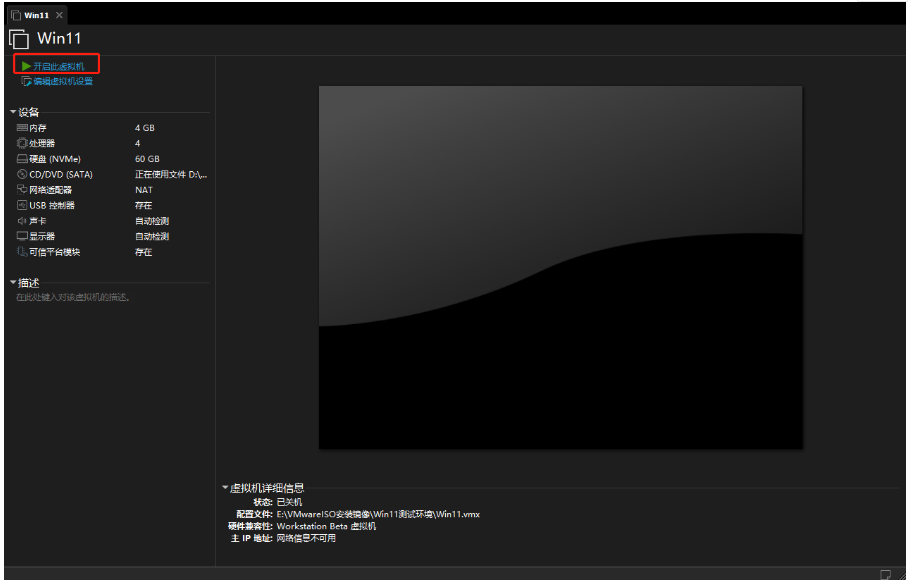 Win11
Win11
开启此虚拟机
编辑虚拟机设置
设备
内存 4 GB
处理器 4
硬盘 (NVMe) 60 GB
CD/DVD (SATA) 正在使用文件 D:\...
网络适配器 NAT
USB 控制器 存在
声卡 自动检测
显示器 自动检测
可信平台模块 存在
描述
在此处键入对该虚拟机的描述。
虚拟机详细信息
状态: 已关机
配置文件: E:\VMwareISO安装镜像\Win11测试环境\Win11.vmx
硬件兼容性: Workstation Beta 虚拟机
主 IP 地址: 网络信息不可用